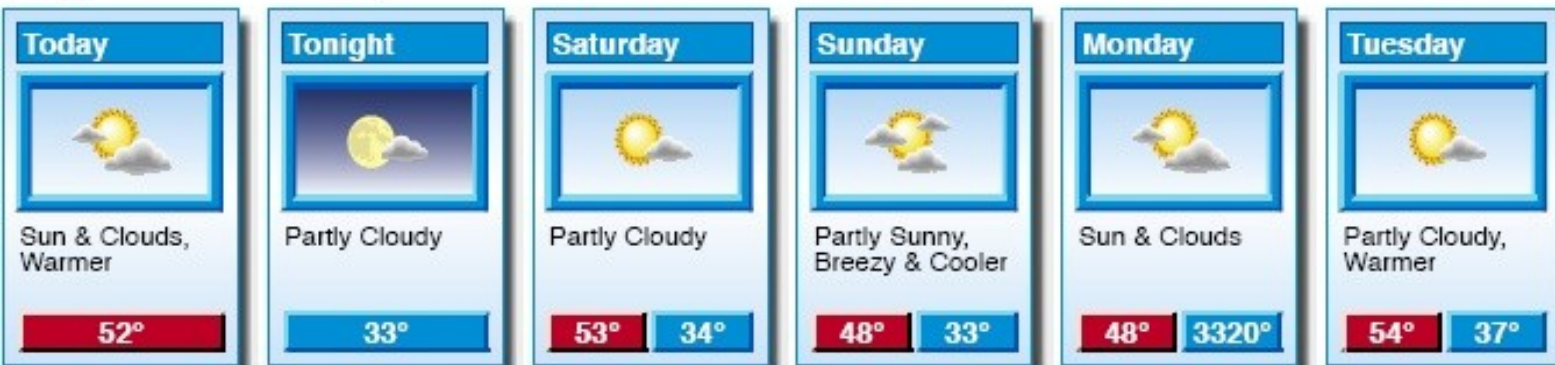 Today
Sun & Clouds,
Warmer
52°
Tonight
Partly Cloudy
33°
Saturday
Partly Cloudy
53° 34°
Sunday
Partly Sunny,
Breezy & Cooler
48° 33°
Monday
Sun & Clouds
48° 3320°
Tuesday
Partly Cloudy,
Warmer
54° 37°